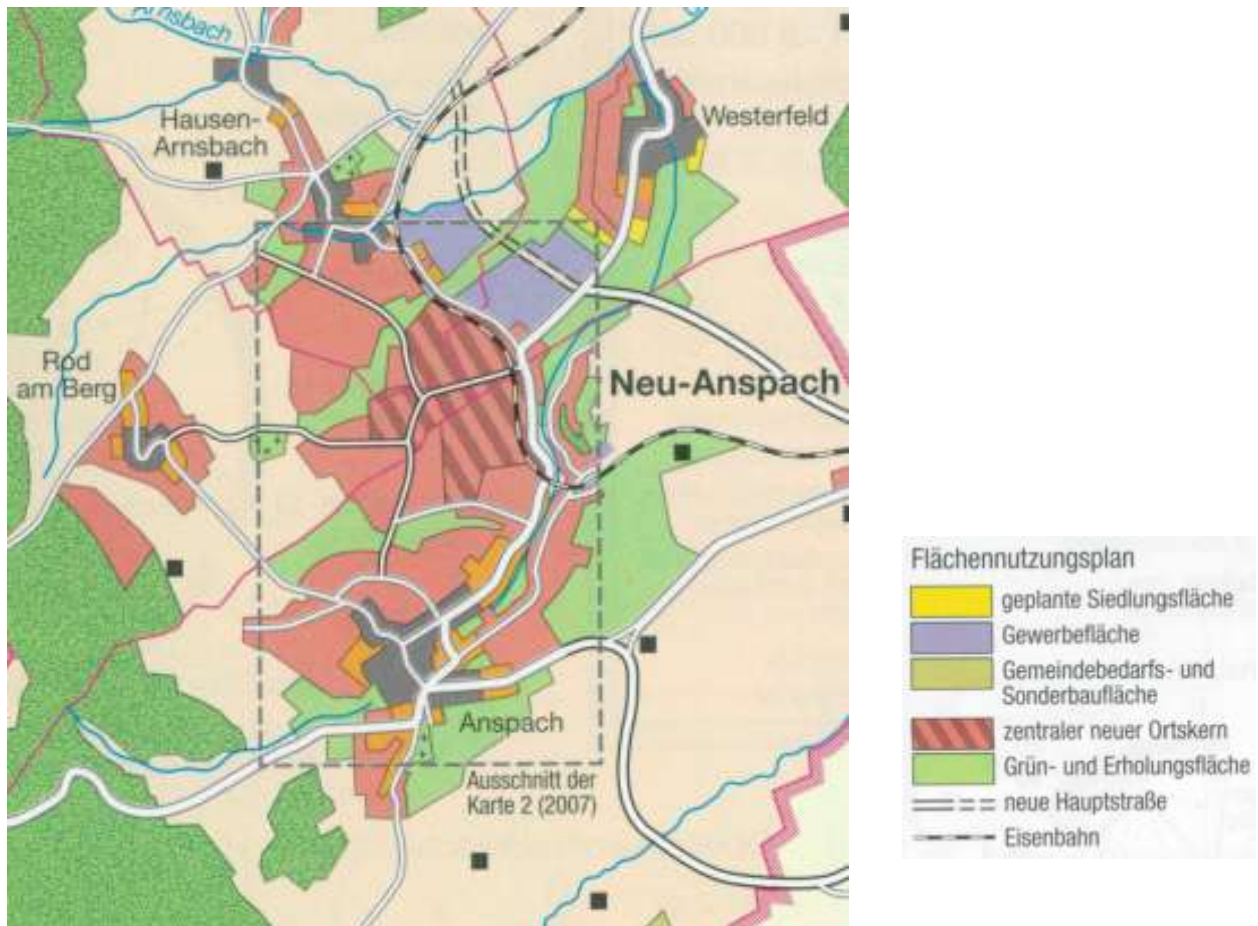 Arnsbach
Hausen-
Arnsbach
Westerfeld
Rod
am Berg
Neu-Anspach
Anspach
Ausschnitt der
Karte 2 (2007)
Flächennutzungsplan
geplante Siedlungsfläche
Gewerbefläche
Gemeindebedarfs- und
Sonderbaufläche
zentraler neuer Ortskern
Grün- und Erholungsfläche
neue Hauptstraße
Eisenbahn